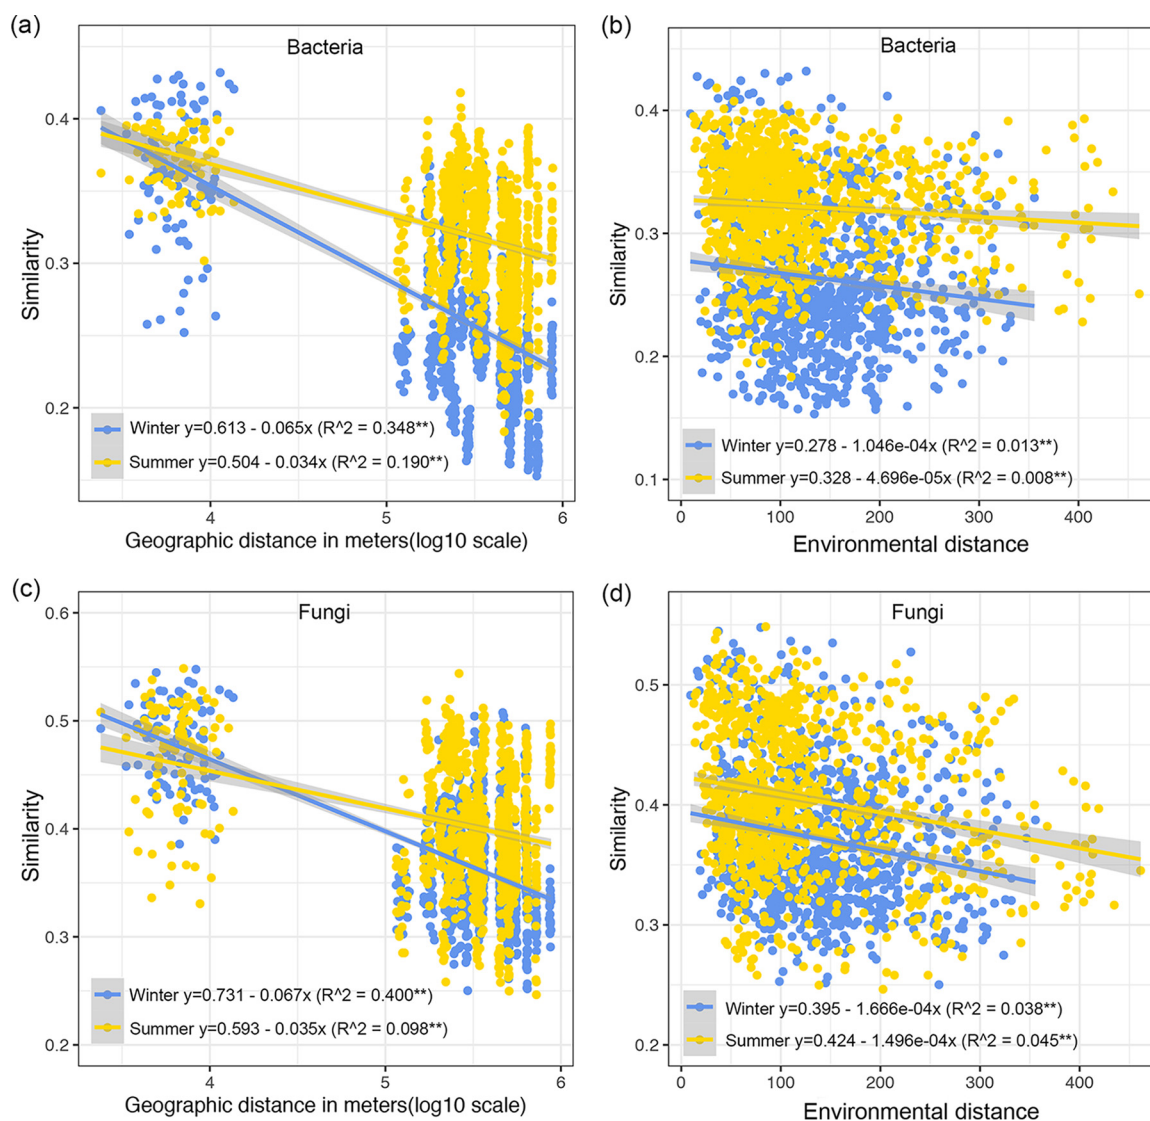 (a)
Bacteria
Similarity
0.4
0.3
0.2
Winter y=0.613 - 0.065x (R^2 = 0.348**)
Summer y=0.504 - 0.034x (R^2 = 0.190**)
4 5 6
Geographic distance in meters(log10 scale)
(b)
Bacteria
Similarity
0.4
0.3
0.2
0.1
Winter y=0.278 - 1.046e-04x (R^2 = 0.013**)
Summer y=0.328 - 4.696e-05x (R^2 = 0.008**)
0 100 200 300 400
Environmental distance
(c)
Fungi
Similarity
0.6
0.5
0.4
0.3
0.2
Winter y=0.731 - 0.067x (R^2 = 0.400**)
Summer y=0.593 - 0.035x (R^2 = 0.098**)
4 5 6
Geographic distance in meters(log10 scale)
(d)
Fungi
Similarity
0.5
0.4
0.3
0.2
Winter y=0.395 - 1.666e-04x (R^2 = 0.038**)
Summer y=0.424 - 1.496e-04x (R^2 = 0.045**)
0 100 200 300 400
Environmental distance